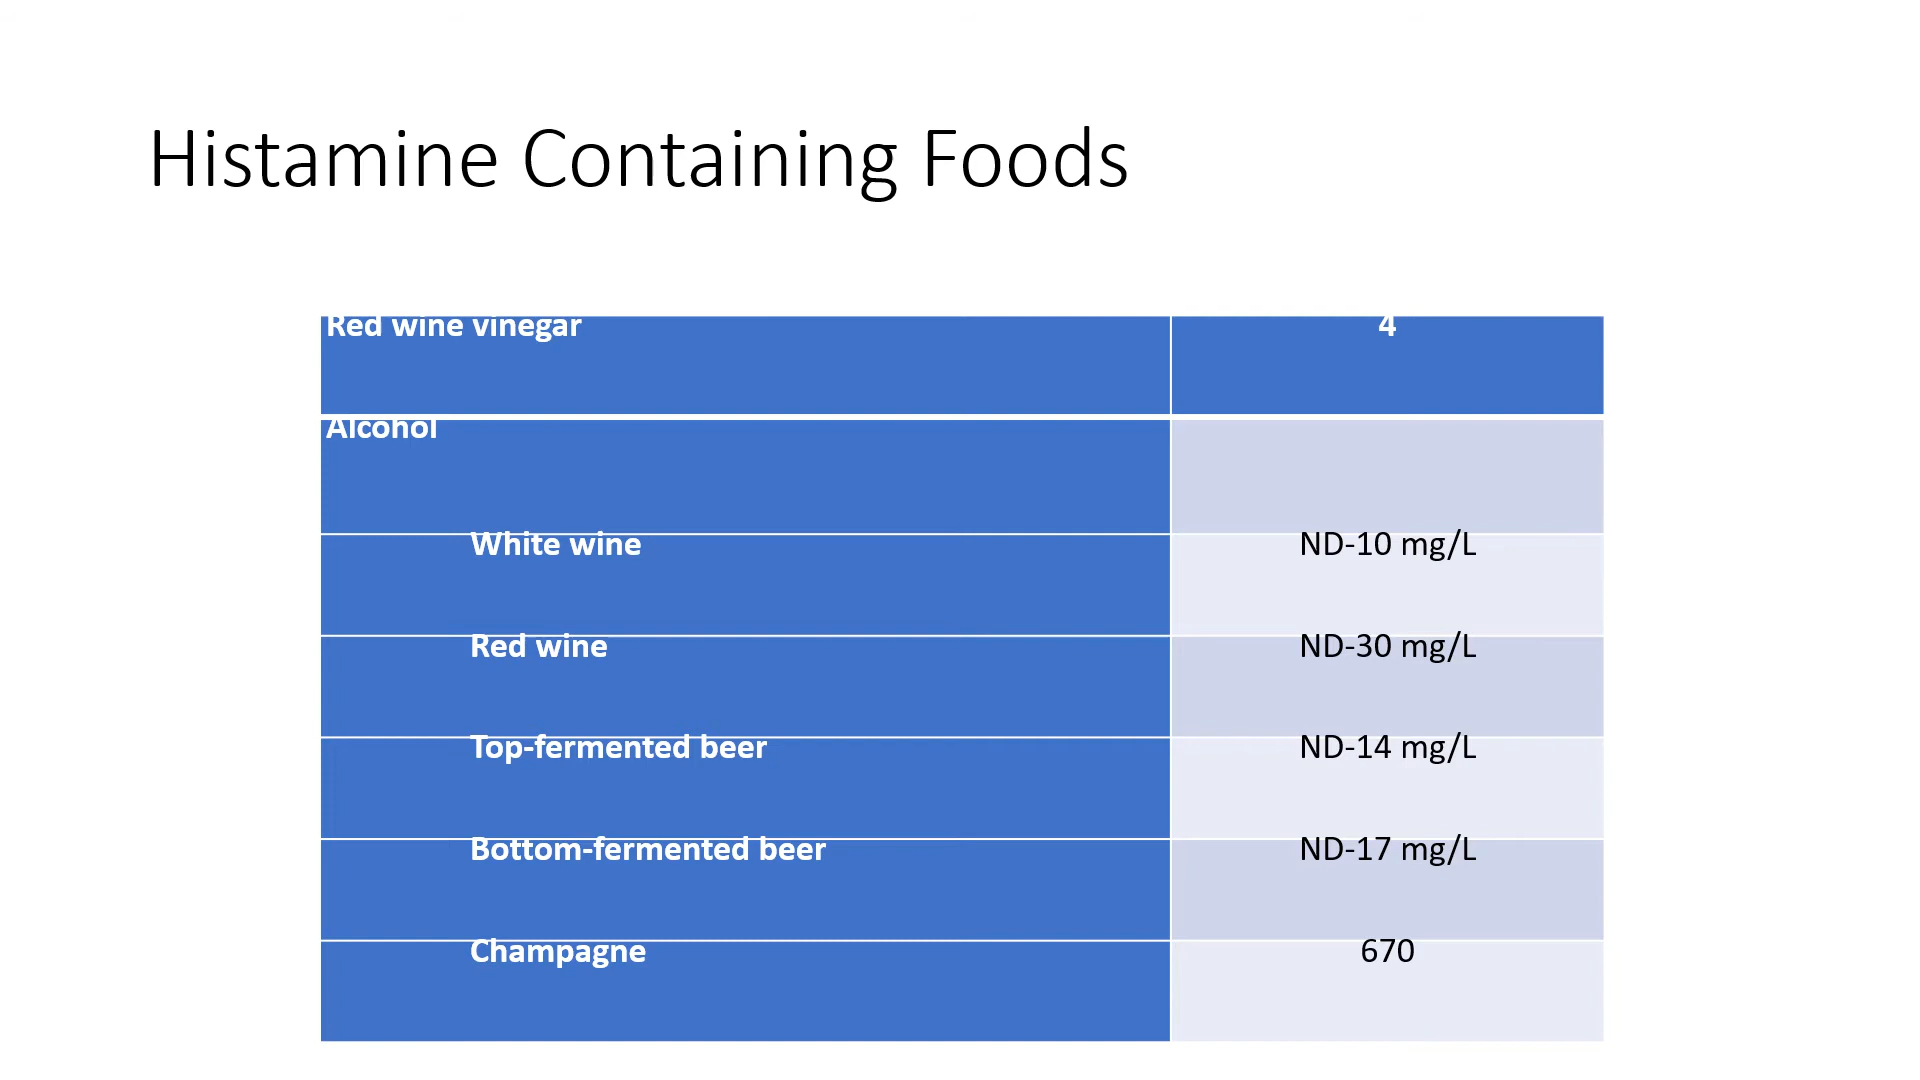 Histamine Containing Foods
Red wine vinegar 4
Alcohol
White wine ND-10 mg/L
Red wine ND-30 mg/L
Top-fermented beer ND-14 mg/L
Bottom-fermented beer ND-17 mg/L
Champagne 670